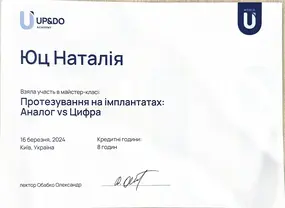 UP&DO
Юц Наталія
Взяла участь в майстер-класі:
Протезування на імплантатах:
Аналог vs Цифра
16 березня, 2024
Київ, Україна
Кредитні години:
8 годин
лектор Обабко Олександр